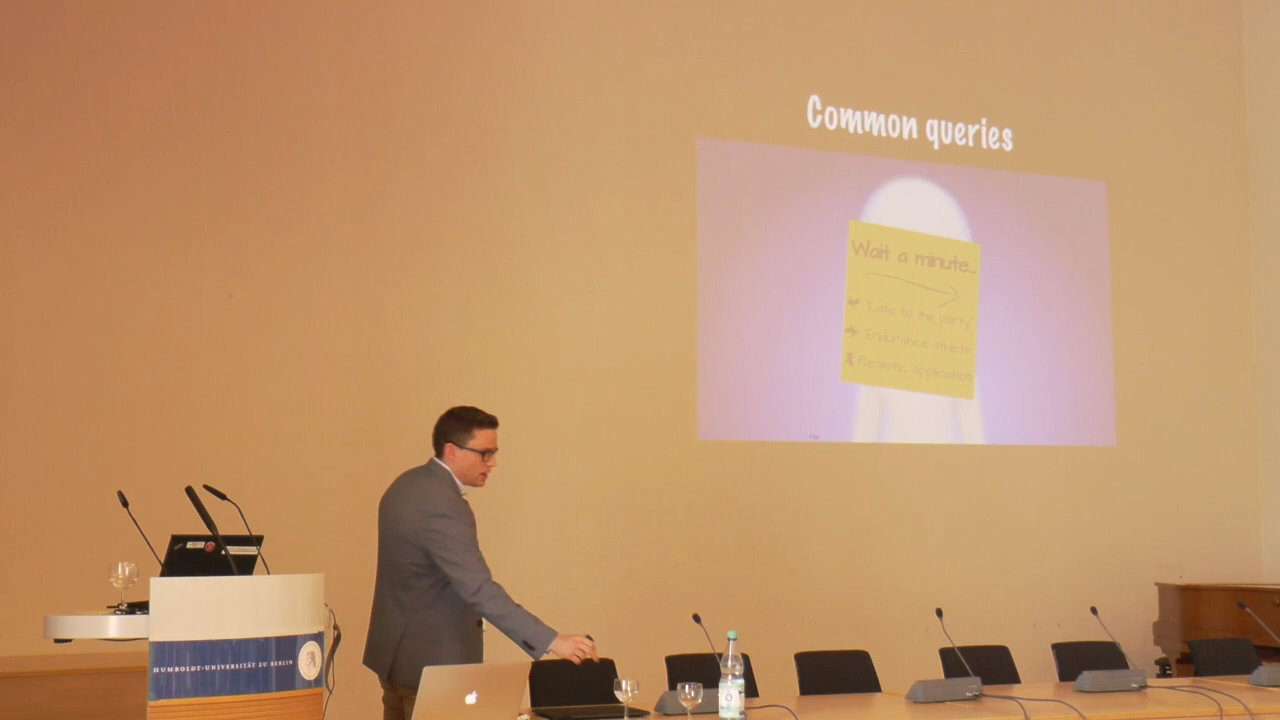 Common queries
Wait a minute...
"Late to the party"
Endurance athlete
Realistic application
HUMBOLDT-UNIVERSITÄT ZU BERLIN